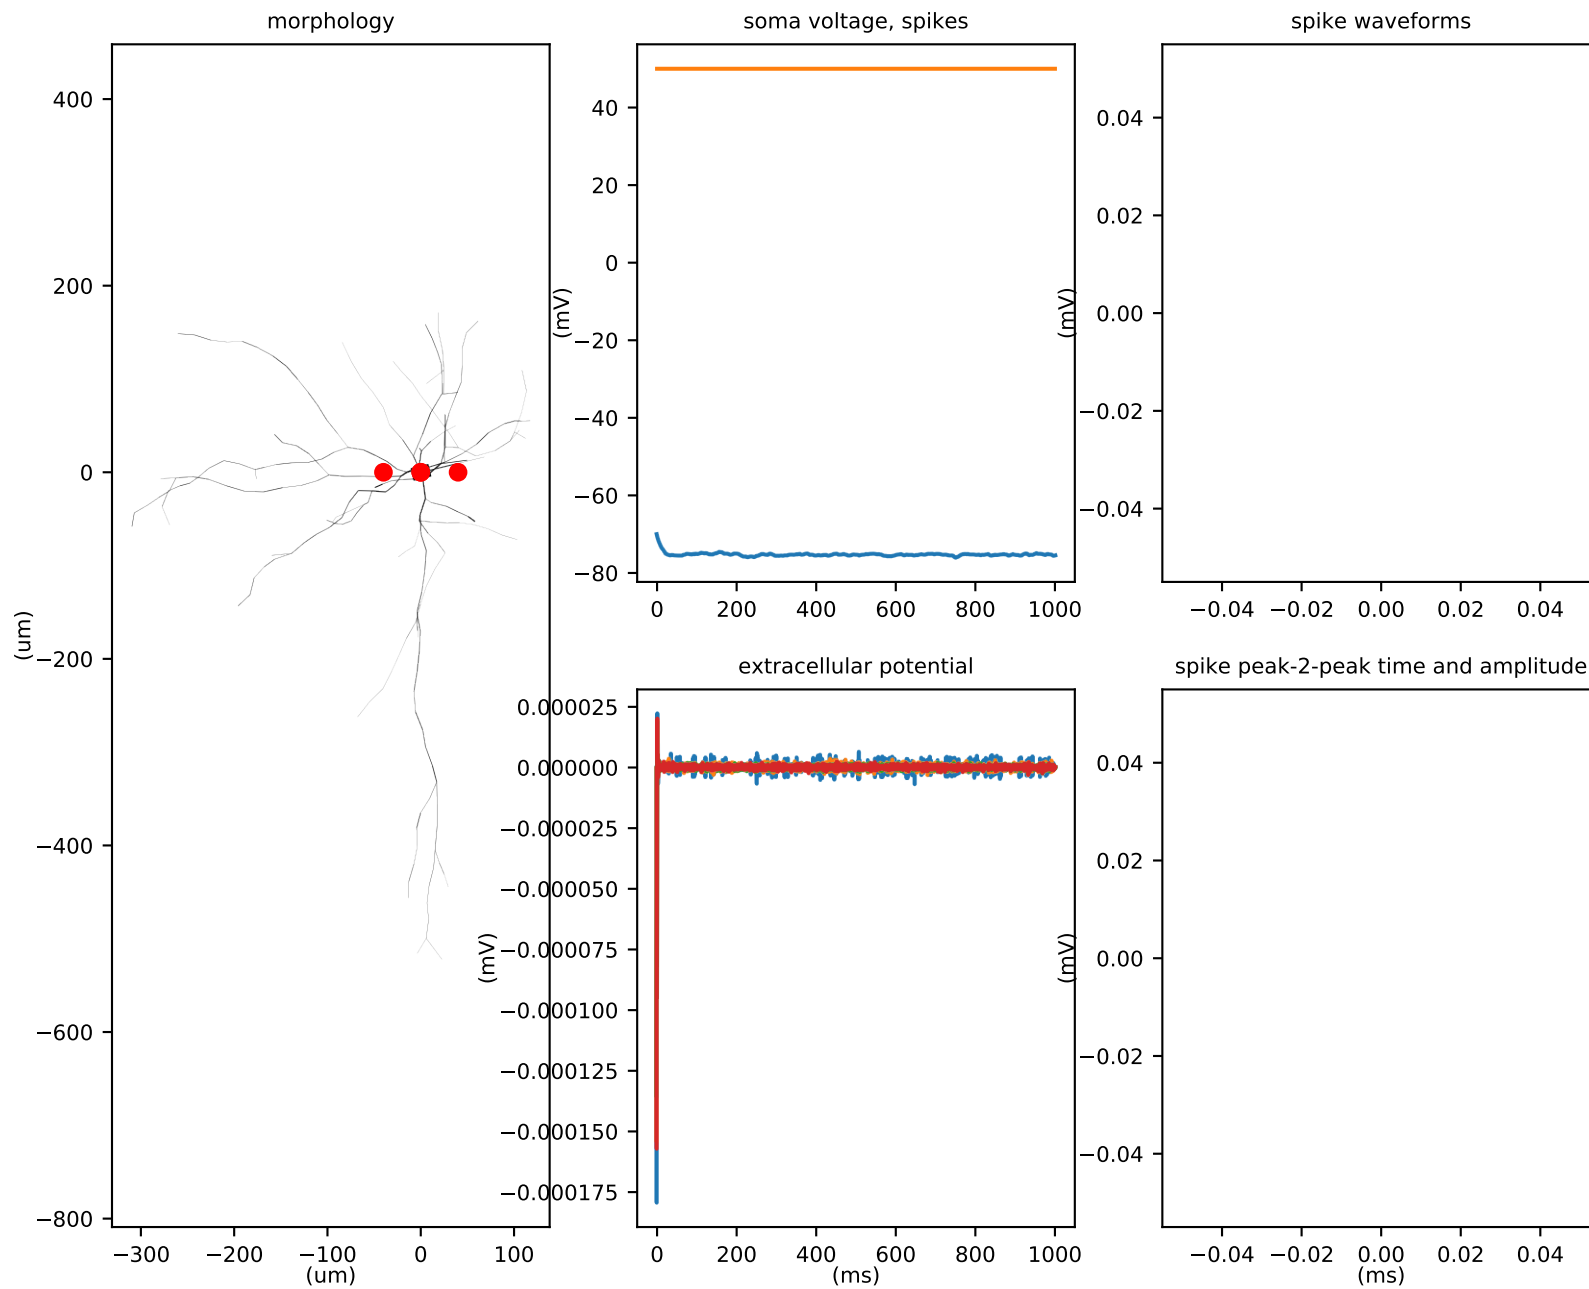 morphology
400
200
0
−200
−400
−600
−800
(um)
−300 −200 −100 0 100
(um)
soma voltage, spikes
40
20
0
−20
−40
−60
−80
(mV)
0 200 400 600 800 1000
spike waveforms
0.04
0.02
0.00
−0.02
−0.04
(mV)
−0.04 −0.02 0.00 0.02 0.04
extracellular potential
0.000025
0.000000
−0.000025
−0.000050
−0.000075
−0.000100
−0.000125
−0.000150
−0.000175
(mV)
0 200 400 600 800 1000
(ms)
spike peak-2-peak time and amplitude
0.04
0.02
0.00
−0.02
−0.04
(mV)
−0.04 −0.02 0.00 0.02 0.04
(ms)